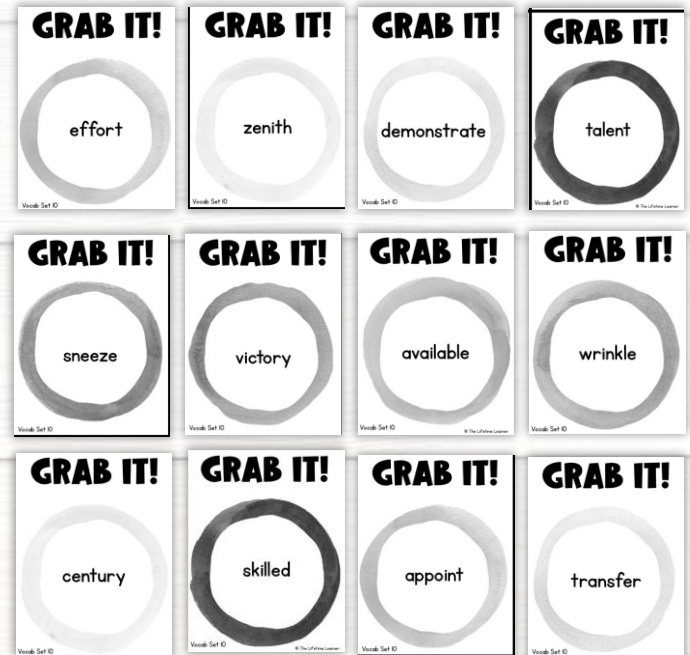 GRAB IT!
effort
Vocab Set 10
GRAB IT!
zenith
Vocab Set 10
GRAB IT!
demonstrate
Vocab Set 10
GRAB IT!
talent
Vocab Set 10
© The Lifetime Learner
GRAB IT!
sneeze
Vocab Set 10
GRAB IT!
victory
Vocab Set 10
GRAB IT!
available
Vocab Set 10
© The Lifetime Learner
GRAB IT!
wrinkle
Vocab Set 10
GRAB IT!
century
Vocab Set 10
GRAB IT!
skilled
Vocab Set 10
© The Lifetime Learner
GRAB IT!
appoint
Vocab Set 10
GRAB IT!
transfer
Vocab Set 10